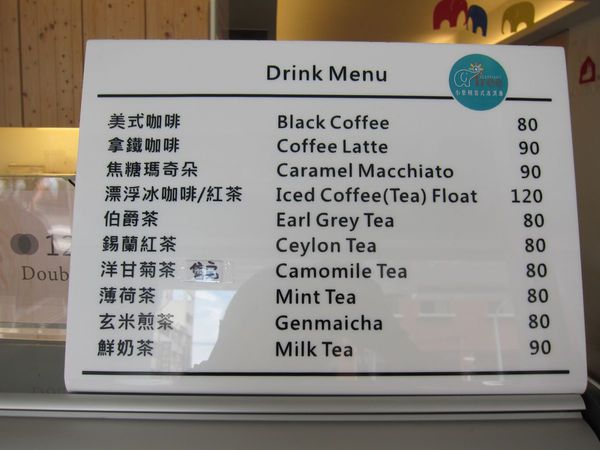 Drink Menu
美式咖啡 Black Coffee 80
拿鐵咖啡 Coffee Latte 90
焦糖瑪奇朵 Caramel Macchiato 90
漂浮冰咖啡/紅茶 Iced Coffee(Tea) Float 120
伯爵茶 Earl Grey Tea 80
錫蘭紅茶 Ceylon Tea 80
洋甘菊茶 Camomile Tea 80
薄荷茶 Mint Tea 80
玄米煎茶 Genmaicha 80
鮮奶茶 Milk Tea 90
12
Doub